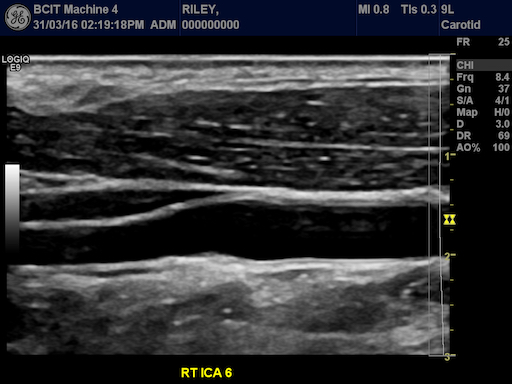 BCIT Machine 4 RILEY, MI 0.8 TIs 0.3 9L
31/03/16 02:19:18PM ADM 000000000 Carotid
LOGIQ
E9
FR 25
CHI
Frq 8.4
Gn 37
S/A 4/1
Map H/0
D 3.0
DR 69
AO% 100
1
2
3
RT ICA 6